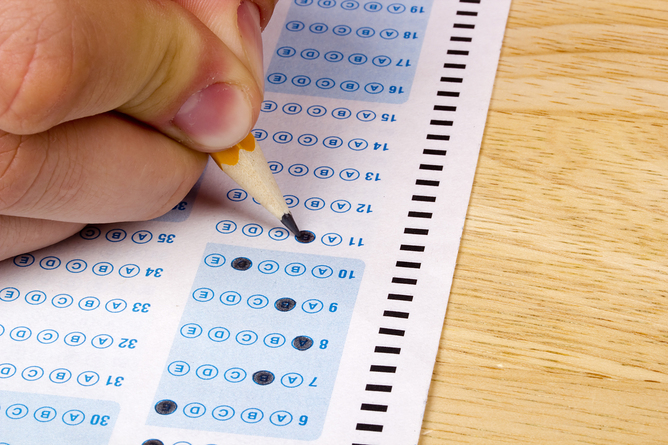 6 A B C D
7 A B C D E
8 A B C D E
9 A B C D E
10 A B C D E
11 A B C D E
12 A B C E
13 A B C D
14 A B C D E
15 A B C D E
16 A B C D E
17 A B C D E
18 A B C D E
19 A B C D E
30 A B C
31 A B C D
32 A B C D
33 A B C D E
34 A B C D E
35 A B C